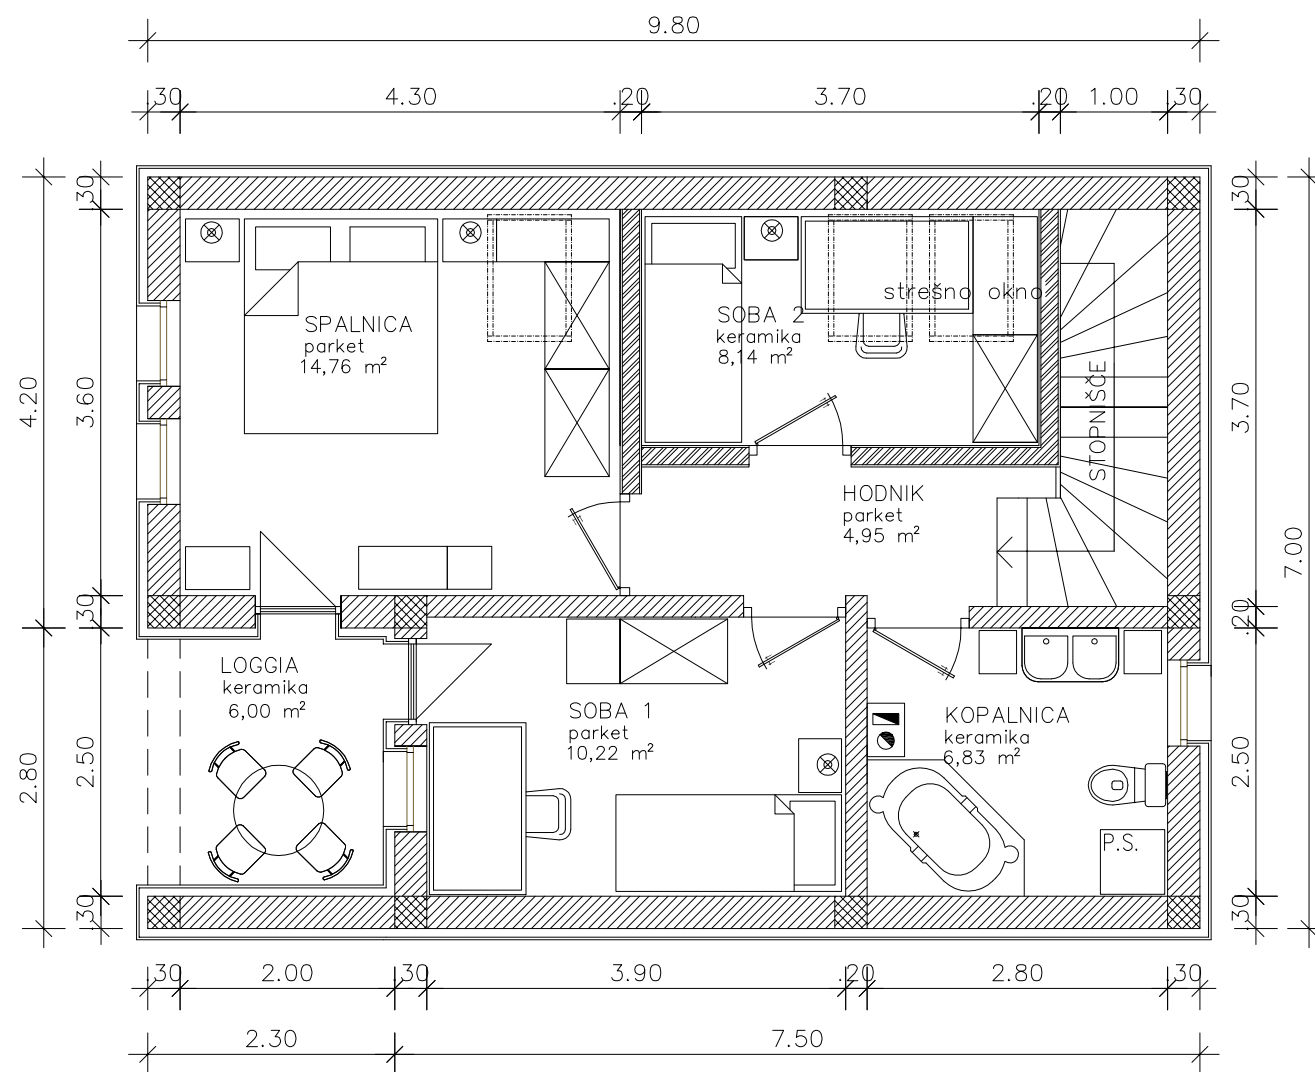 9.80
.30
4.30
.20
3.70
.20
1.00
.30
.30
.30
4.20
3.60
3.70
7.00
SPALNICA
parket
14,76 m²
SOBA 2
keramika
8,14 m²
strešno okno
STOPNIŠČE
HODNIK
parket
4,95 m²
.30
.20
LOGGIA
keramika
6,00 m²
SOBA 1
parket
10,22 m²
KOPALNICA
keramika
6,83 m²
P.S.
2.80
2.50
2.50
.30
.30
.30
2.00
.30
3.90
.20
2.80
.30
2.30
7.50